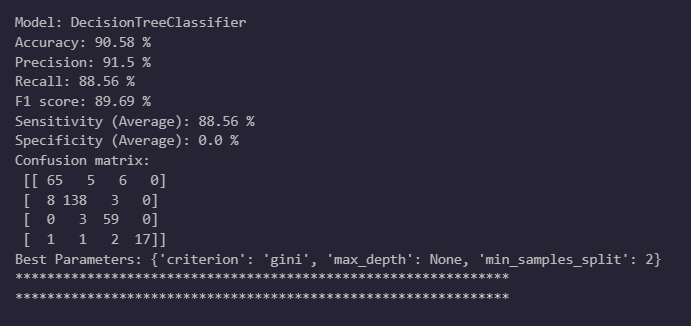 Model: DecisionTreeClassifier
Accuracy: 90.58 %
Precision: 91.5 %
Recall: 88.56 %
F1 score: 89.69 %
Sensitivity (Average): 88.56 %
Specificity (Average): 0.0 %
Confusion matrix:
[[ 65   5   6   0]
[  8 138   3   0]
[  0   3  59   0]
[  1   1   2  17]]
Best Parameters: {'criterion': 'gini', 'max_depth': None, 'min_samples_split': 2}
**************************************************************
**************************************************************